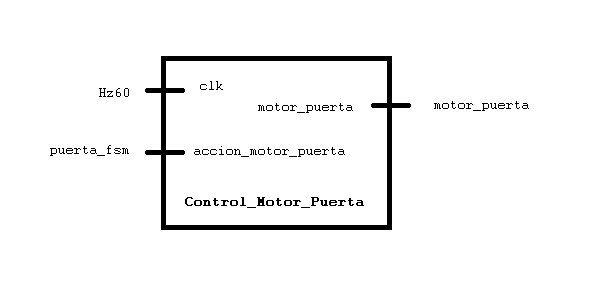 Hz60
clk
motor_puerta
motor_puerta
puerta_fsm
accion_motor_puerta
Control_Motor_Puerta